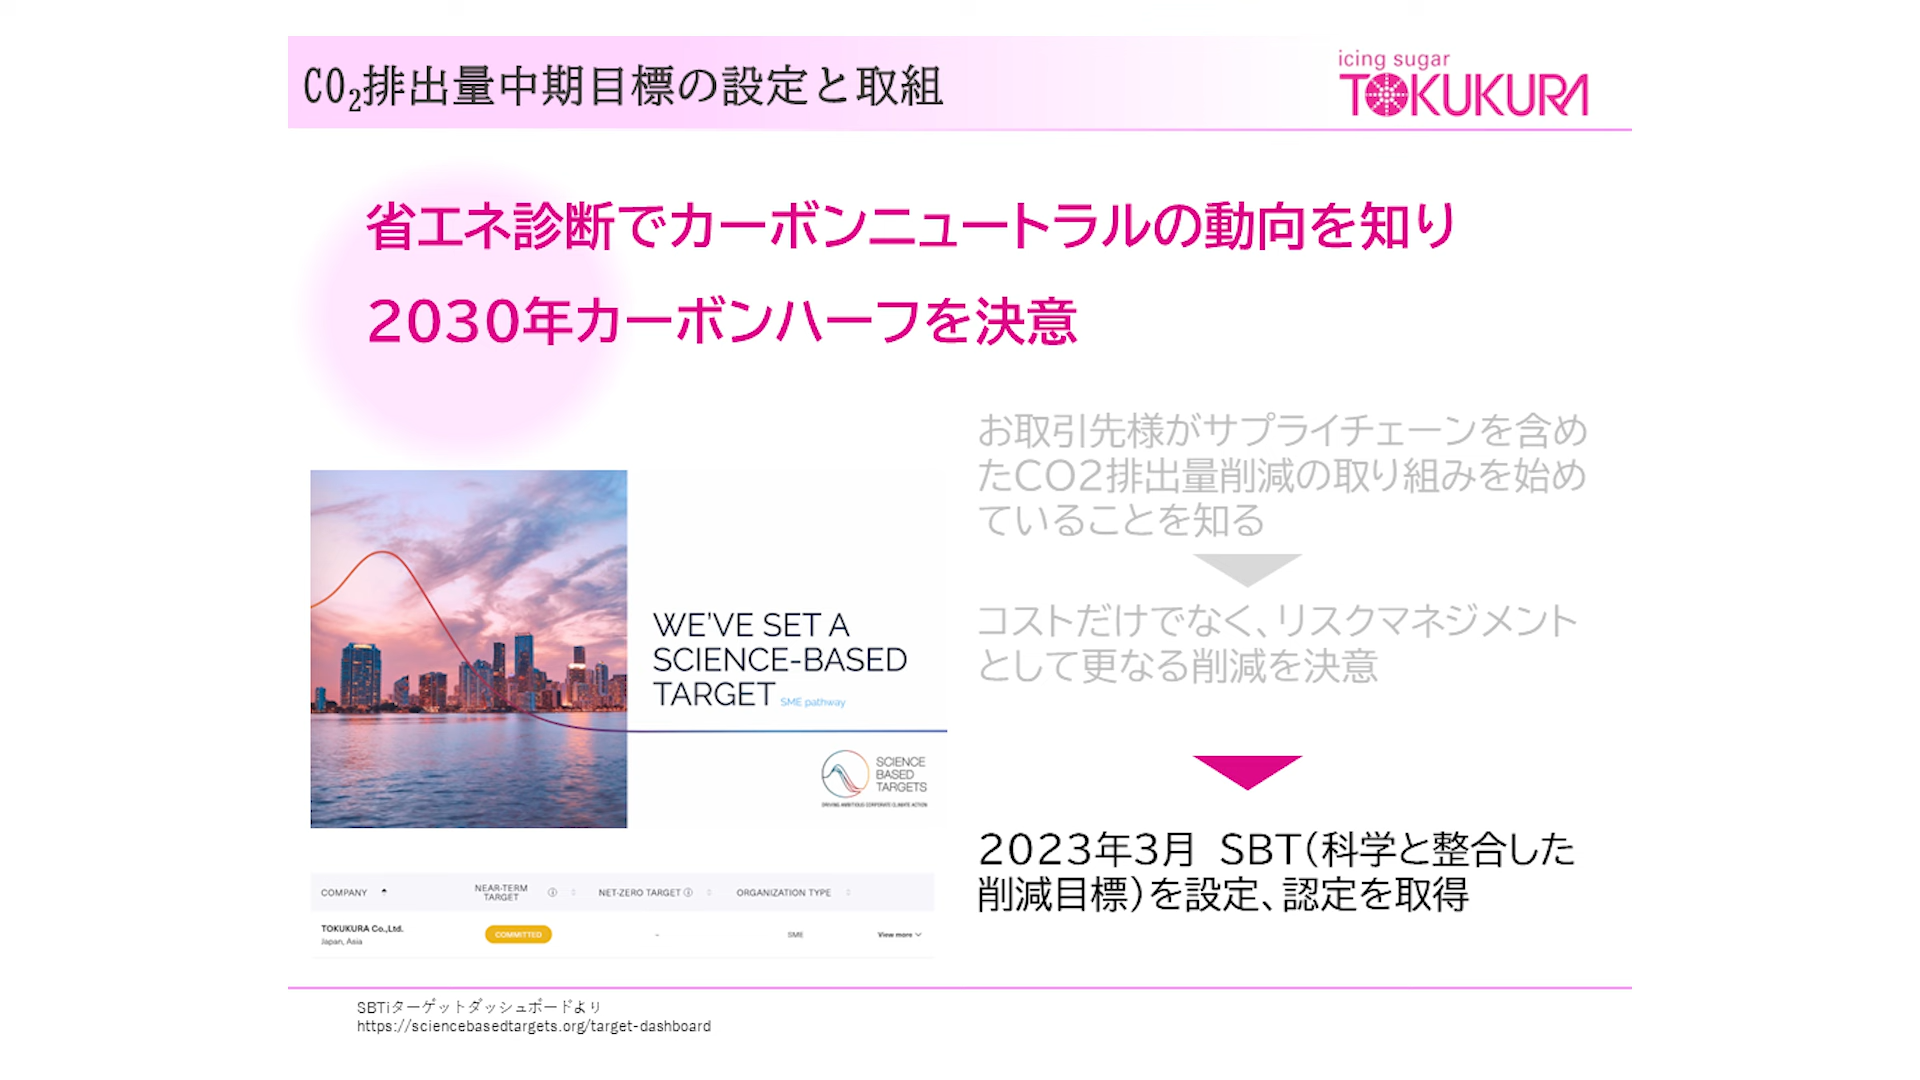 CO2排出量中期目標の設定と取組
icing sugar
TOKUKURA
省エネ診断でカーボンニュートラルの動向を知り
2030年カーボンハーフを決意
お取引先様がサプライチェーンを含め
たCO2排出量削減の取り組みを始め
ていることを知る
コストだけでなく、リスクマネジメント
として更なる削減を決意
2023年3月 SBT(科学と整合した
削減目標)を設定、認定を取得
WE'VE SET A
SCIENCE-BASED
TARGET SME pathway
SCIENCE
BASED
TARGETS
DRIVING AMBITIOUS CORPORATE CLIMATE ACTION
COMPANY NEAR-TERM TARGET NET-ZERO TARGET ORGANIZATION TYPE
TOKUKURA Co.,Ltd.
Japan, Asia
COMMITTED - SME View more
SBTiターゲットダッシュボードより
https://sciencebasedtargets.org/target-dashboard